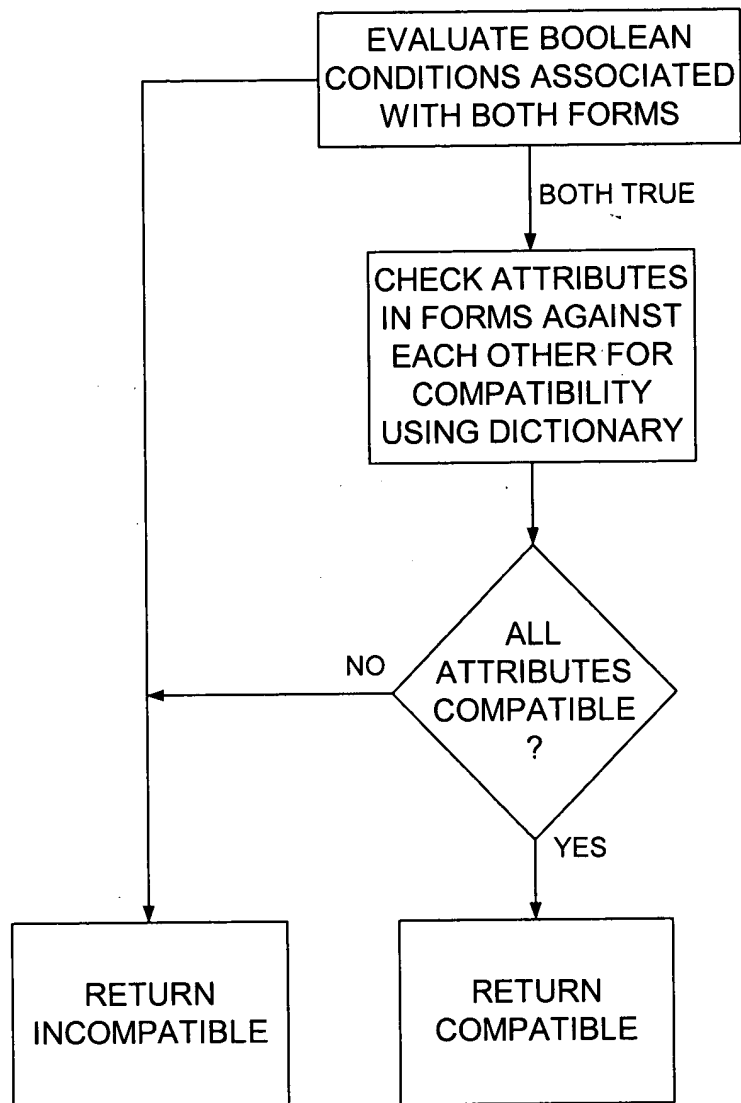 EVALUATE BOOLEAN
CONDITIONS ASSOCIATED
WITH BOTH FORMS
BOTH TRUE
CHECK ATTRIBUTES
IN FORMS AGAINST
EACH OTHER FOR
COMPATIBILITY
USING DICTIONARY
ALL
ATTRIBUTES
COMPATIBLE
?
NO
YES
RETURN
INCOMPATIBLE
RETURN
COMPATIBLE